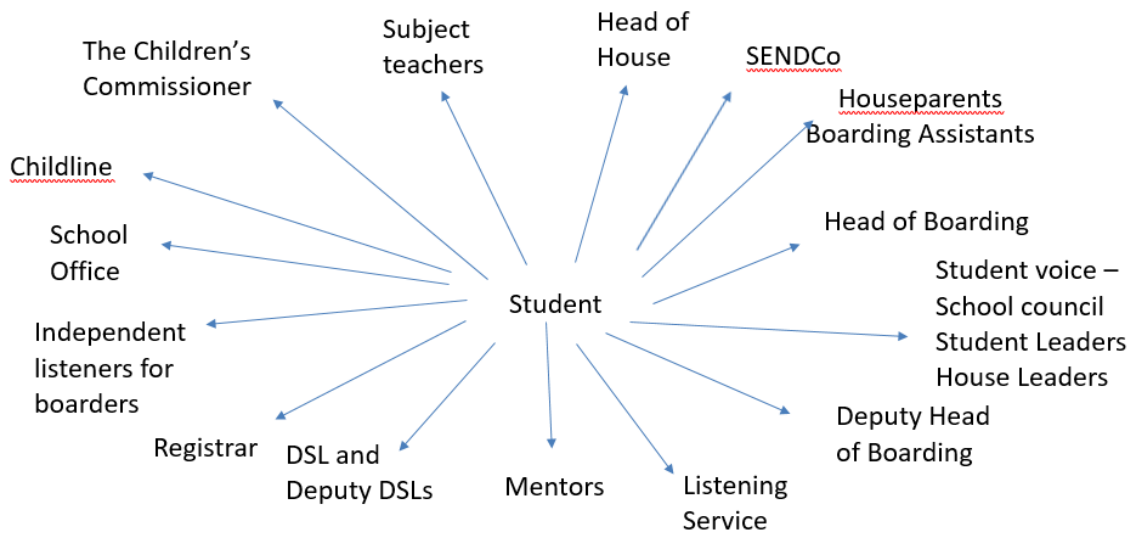 The Children’s
Commissioner
Subject
teachers
Head of
House
SENDCo
Houseparents
Boarding Assistants
Childline
School
Office
Head of Boarding
Student voice –
School council
Student Leaders
House Leaders
Student
Independent
listeners for
boarders
Registrar
DSL and
Deputy DSLs
Mentors
Listening
Service
Deputy Head
of Boarding